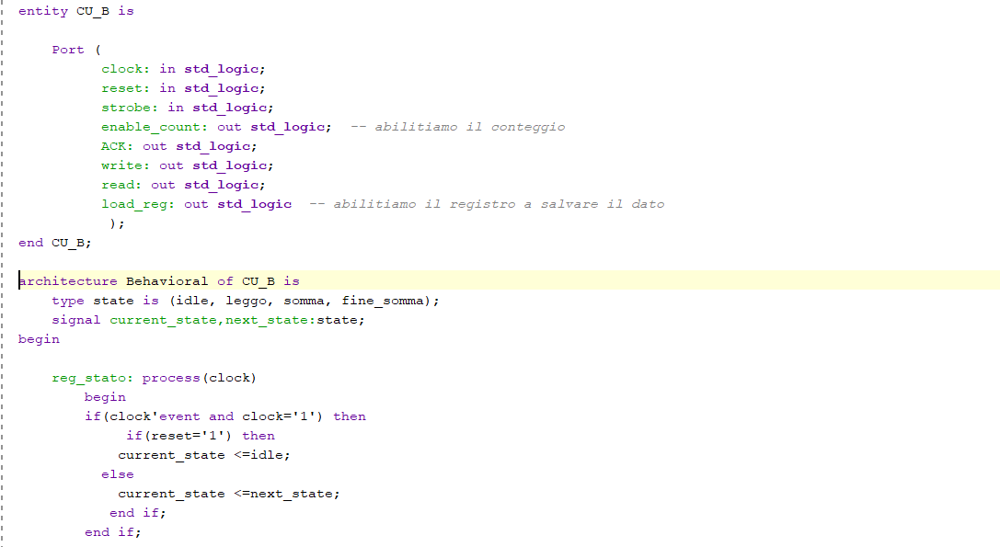 entity CU_B is
Port (
clock: in std_logic;
reset: in std_logic;
strobe: in std_logic;
enable_count: out std_logic;  -- abilitiamo il conteggio
ACK: out std_logic;
write: out std_logic;
read: out std_logic;
load_reg: out std_logic  -- abilitiamo il registro a salvare il dato
);
end CU_B;
architecture Behavioral of CU_B is
type state is (idle, leggo, somma, fine_somma);
signal current_state,next_state:state;
begin
reg_stato: process(clock)
begin
if(clock'event and clock='1') then
if(reset='1') then
current_state <=idle;
else
current_state <=next_state;
end if;
end if;